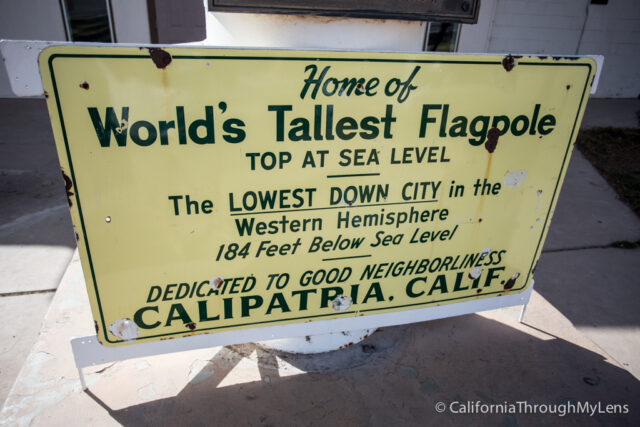 Home of
World's Tallest Flagpole
TOP AT SEA LEVEL
The LOWEST DOWN CITY in the
Western Hemisphere
184 Feet Below Sea Level
DEDICATED TO GOOD NEIGHBORLINESS
CALIPATRIA. CALIF.
©CaliforniaThroughMyLens